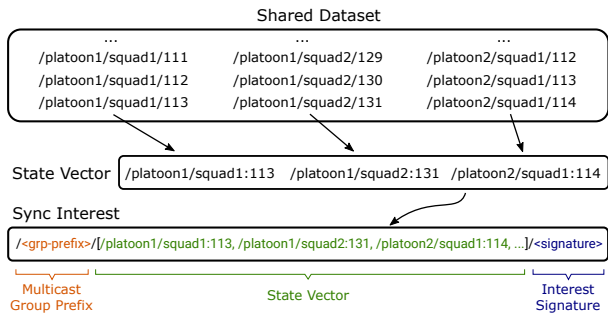 Shared Dataset
... ... ...
/platoon1/squad1/111 /platoon1/squad2/129 /platoon2/squad1/112
/platoon1/squad1/112 /platoon1/squad2/130 /platoon2/squad1/113
/platoon1/squad1/113 /platoon1/squad2/131 /platoon2/squad1/114
State Vector /platoon1/squad1:113 /platoon1/squad2:131 /platoon2/squad1:114
Sync Interest
/<grp-prefix>/[/platoon1/squad1:113, /platoon1/squad2:131, /platoon2/squad1:114, ...]/<signature>
Multicast Group Prefix
State Vector
Interest Signature